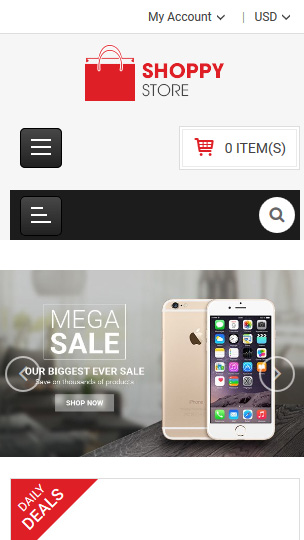 My Account
USD
SHOPPY
STORE
0 ITEM(S)
MEGA
SALE
OUR BIGGEST EVER SALE
Save on thousands of products
SHOP NOW
iPhone
DAILY
DEALS